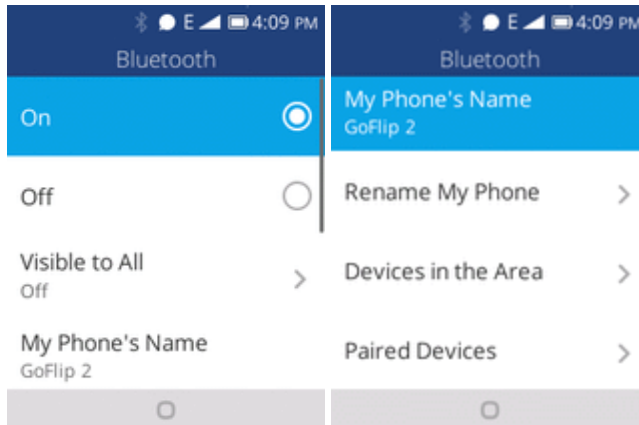 E 4:09 PM
Bluetooth
On
Off
Visible to All
Off
My Phone's Name
GoFlip 2
E 4:09 PM
Bluetooth
My Phone's Name
GoFlip 2
Rename My Phone
Devices in the Area
Paired Devices